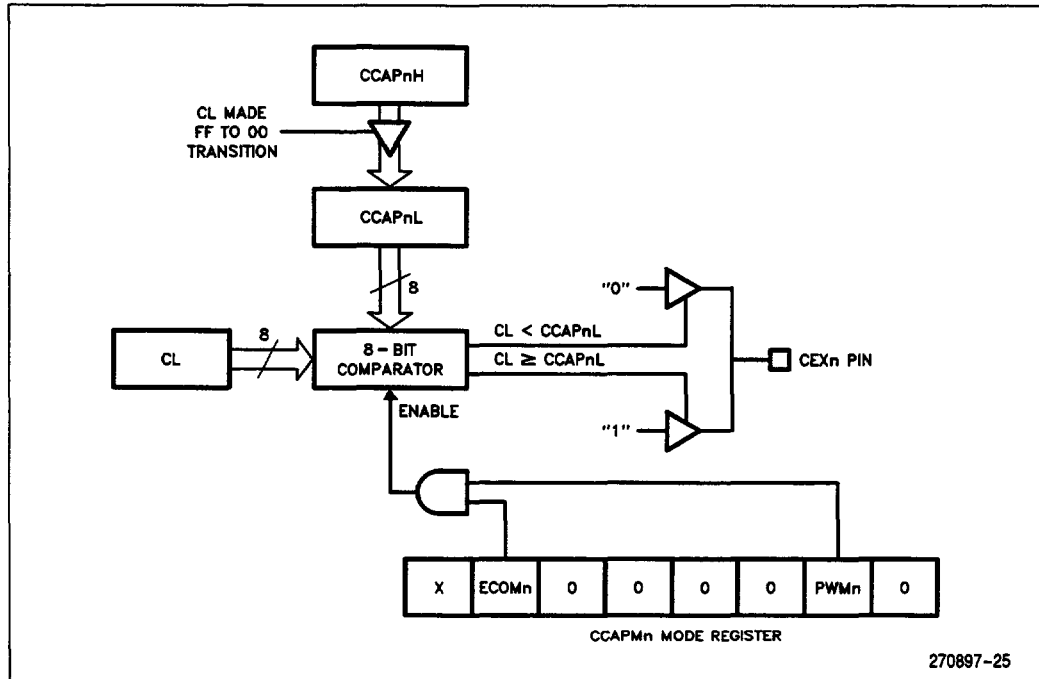 CCAPnH
CL MADE
FF TO 00
TRANSITION
CCAPnL
8
"0"
CL < CCAPnL
8
CL
8-BIT
COMPARATOR
CL ≥ CCAPnL
CEXn PIN
ENABLE
"1"
X ECOMn 0 0 0 0 PWMn 0
CCAPMn MODE REGISTER
270897-25